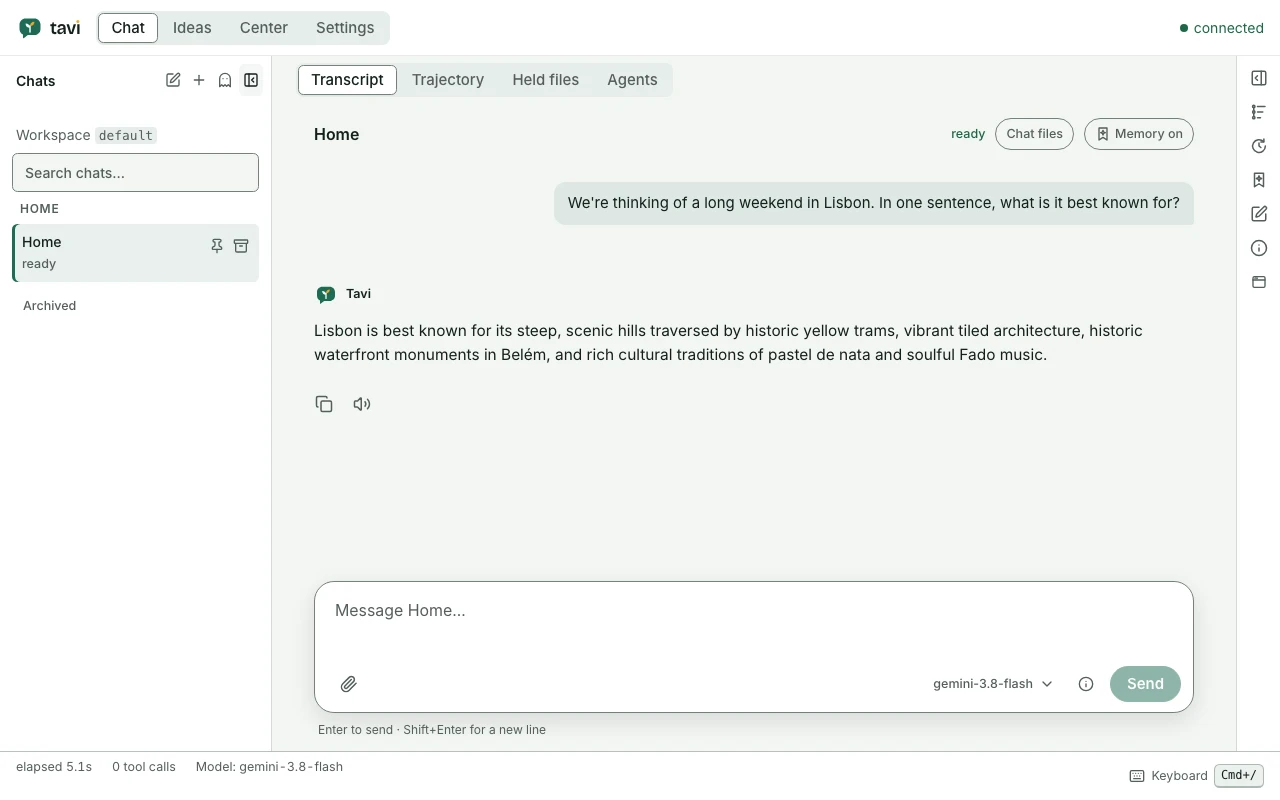 tavi
Chat Ideas Center Settings
connected
Chats
Transcript Trajectory Held files Agents
Workspace default
Search chats...
HOME
Home
ready
Archived
Home
ready Chat files Memory on
We're thinking of a long weekend in Lisbon. In one sentence, what is it best known for?
Tavi
Lisbon is best known for its steep, scenic hills traversed by historic yellow trams, vibrant tiled architecture, historic
waterfront monuments in Belém, and rich cultural traditions of pastel de nata and soulful Fado music.
Message Home...
gemini-3.8-flash Send
Enter to send · Shift+Enter for a new line
elapsed 5.1s 0 tool calls Model: gemini-3.8-flash
Keyboard Cmd+/